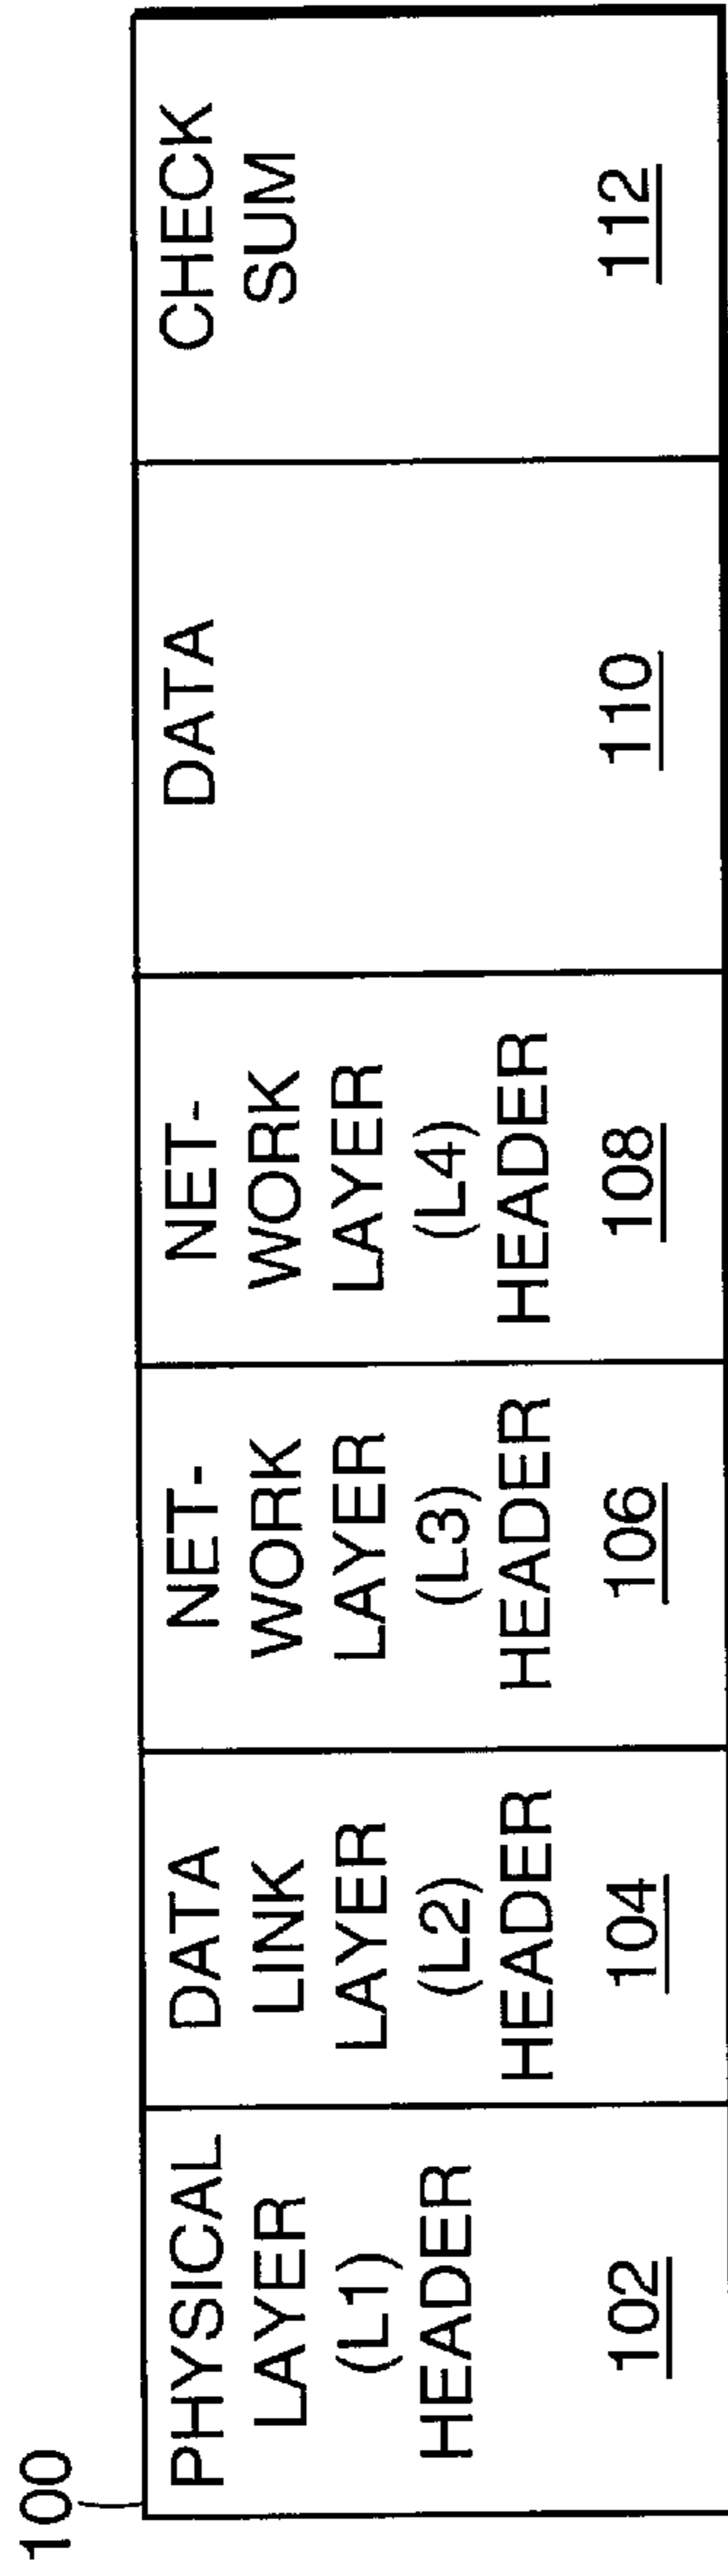 100
PHYSICAL
LAYER
(L1)
HEADER
102
DATA
LINK
LAYER
(L2)
HEADER
104
NET-
WORK
LAYER
(L3)
HEADER
106
NET-
WORK
LAYER
(L4)
HEADER
108
DATA
110
CHECK
SUM
112